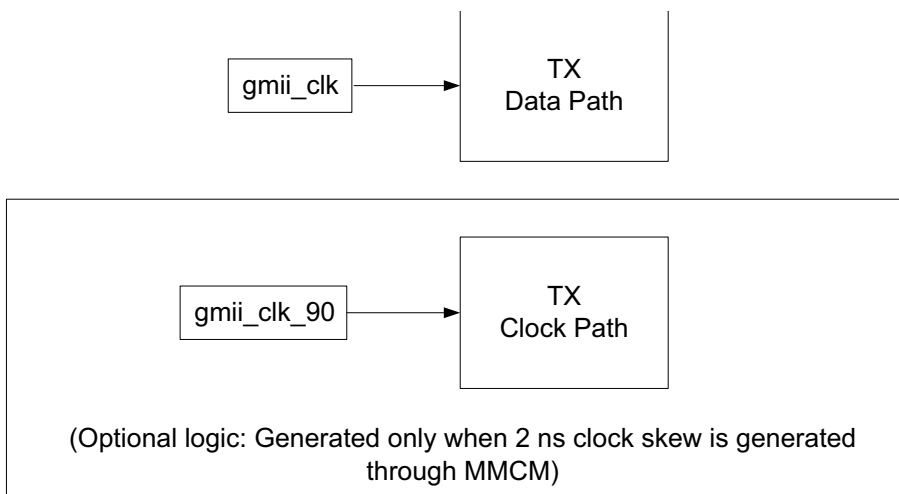 gmii_clk
TX
Data Path
gmii_clk_90
TX
Clock Path
(Optional logic: Generated only when 2 ns clock skew is generated
through MMCM)